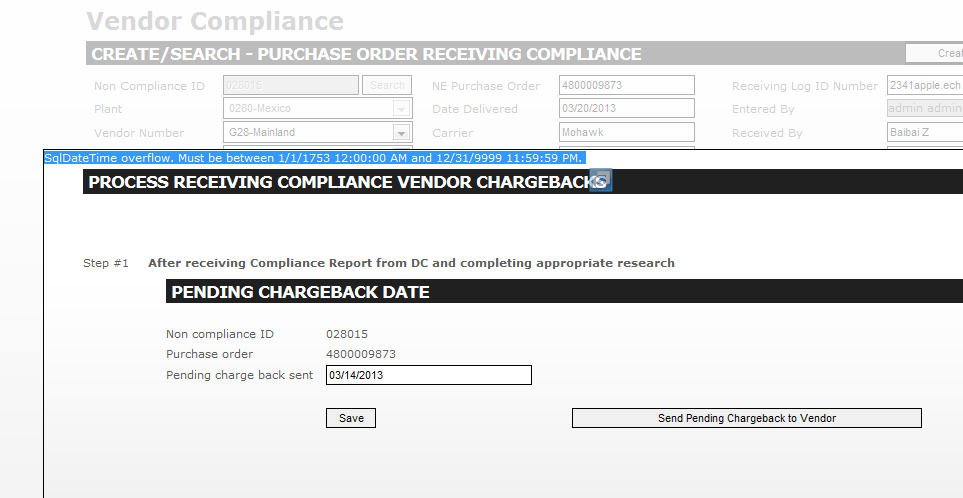 Vendor Compliance
CREATE/SEARCH - PURCHASE ORDER RECEIVING COMPLIANCE
Non Compliance ID 028015 Search NE Purchase Order 4800009873 Receiving Log ID Number 2341apple.ech
Plant 0280-Mexico Date Delivered 03/20/2013 Entered By admin admin
Vendor Number G28-Mainland Carrier Mohawk Received By Baibai Z
SqlDateTime overflow. Must be between 1/1/1753 12:00:00 AM and 12/31/9999 11:59:59 PM.
PROCESS RECEIVING COMPLIANCE VENDOR CHARGEBACKS
Step #1 After receiving Compliance Report from DC and completing appropriate research
PENDING CHARGEBACK DATE
Non compliance ID 028015
Purchase order 4800009873
Pending charge back sent 03/14/2013
Save Send Pending Chargeback to Vendor